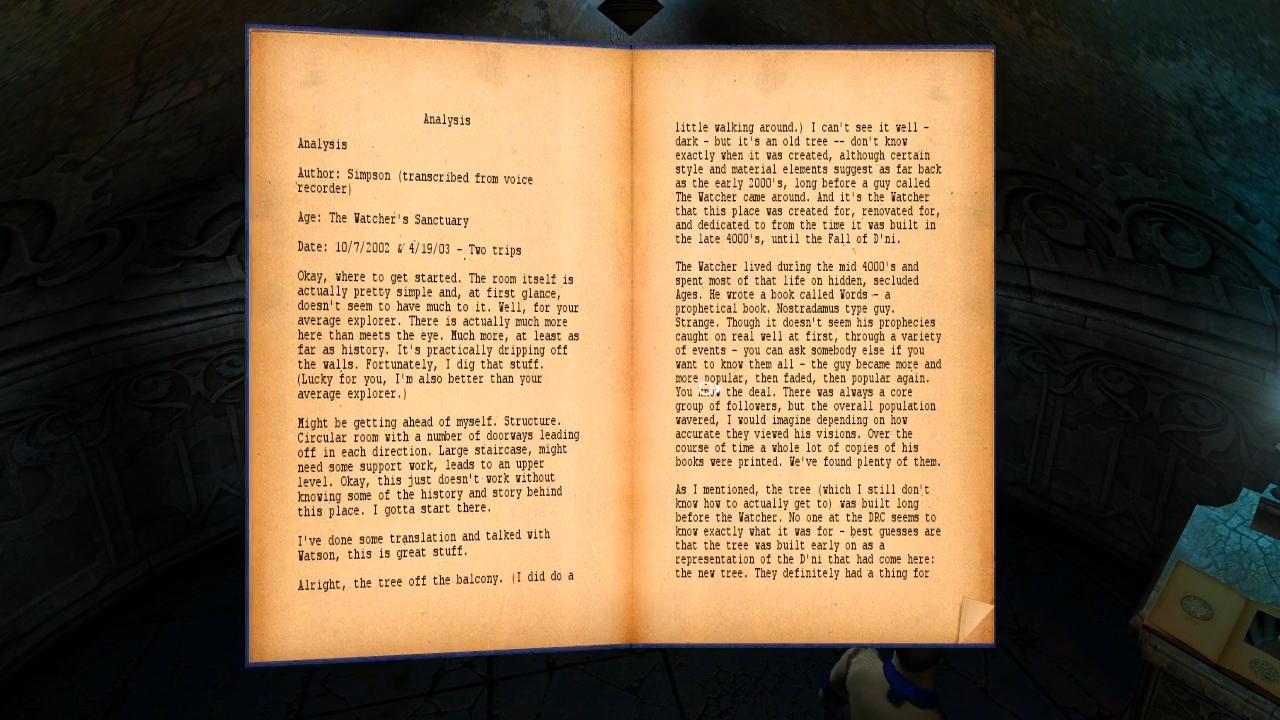 Analysis
Analysis
Author: Simpson (transcribed from voice
recorder)
Age: The Watcher's Sanctuary
Date: 10/7/2002 & 4/19/03 - Two trips
Okay, where to get started. The room itself is
actually pretty simple and, at first glance,
doesn't seem to have much to it. Well, for your
average explorer. There is actually much more
here than meets the eye. Much more, at least as
far as history. It's practically dripping off
the walls. Fortunately, I dig that stuff.
(Lucky for you, I'm also better than your
average explorer.)
Might be getting ahead of myself. Structure.
Circular room with a number of doorways leading
off in each direction. Large staircase, might
need some support work, leads to an upper
level. Okay, this just doesn't work without
knowing some of the history and story behind
this place. I gotta start there.
I've done some translation and talked with
Watson, this is great stuff.
Alright, the tree off the balcony. (I did do a
little walking around.) I can't see it well -
dark - but it's an old tree -- don't know
exactly when it was created, although certain
style and material elements suggest as far back
as the early 2000's, long before a guy called
The Watcher came around. And it's the Watcher
that this place was created for, renovated for,
and dedicated to from the time it was built in
the late 4000's, until the Fall of D'ni.
The Watcher lived during the mid 4000's and
spent most of that life on hidden, secluded
Ages. He wrote a book called Words - a
prophetical book. Nostradamus type guy.
Strange. Though it doesn't seem his prophecies
caught on real well at first, through a variety
of events - you can ask somebody else if you
want to know them all - the guy became more and
more popular, then faded, then popular again.
You know the deal. There was always a core
group of followers, but the overall population
wavered, I would imagine depending on how
accurate they viewed his visions. Over the
course of time a whole lot of copies of his
books were printed. We've found plenty of them.
As I mentioned, the tree (which I still don't
know how to actually get to) was built long
before the Watcher. No one at the DRC seems to
know exactly what it was for - best guesses are
that the tree was built early on as a
representation of the D'ni that had come here:
the new tree. They definitely had a thing for